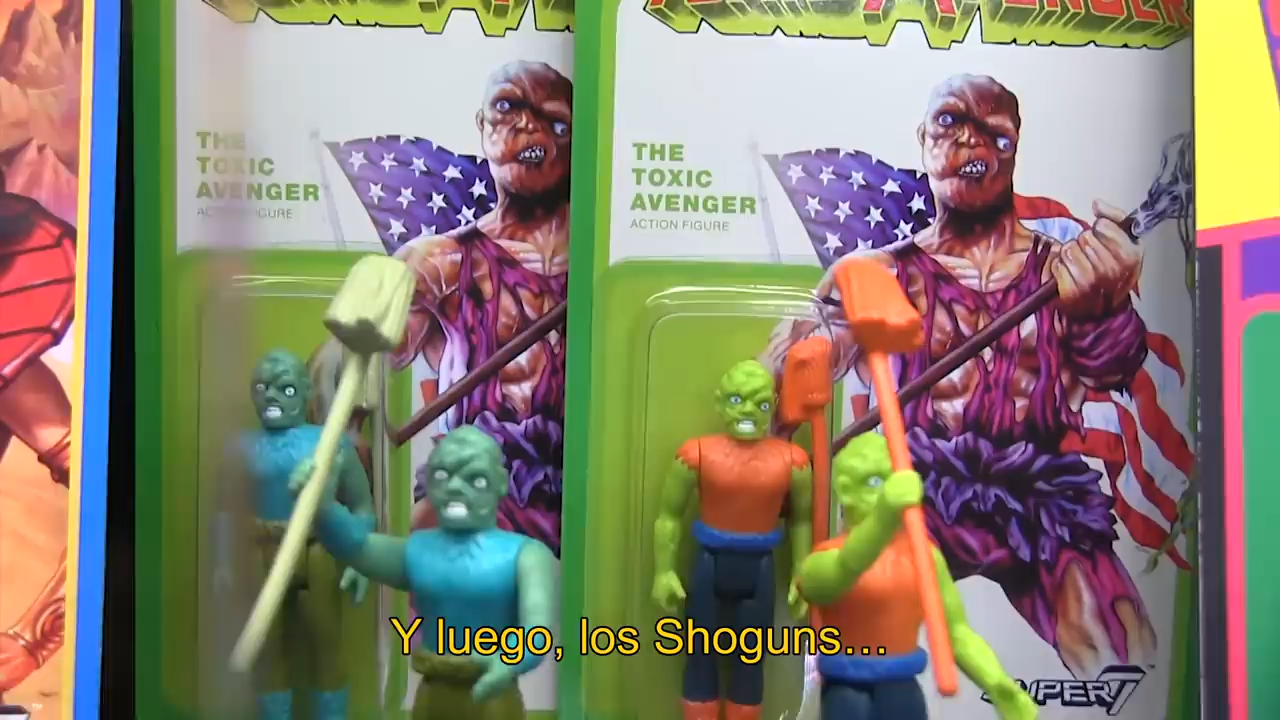 THE
TOXIC
AVENGER
ACTION FIGURE
THE
TOXIC
AVENGER
ACTION FIGURE
Y luego, los Shoguns...
SUPER7